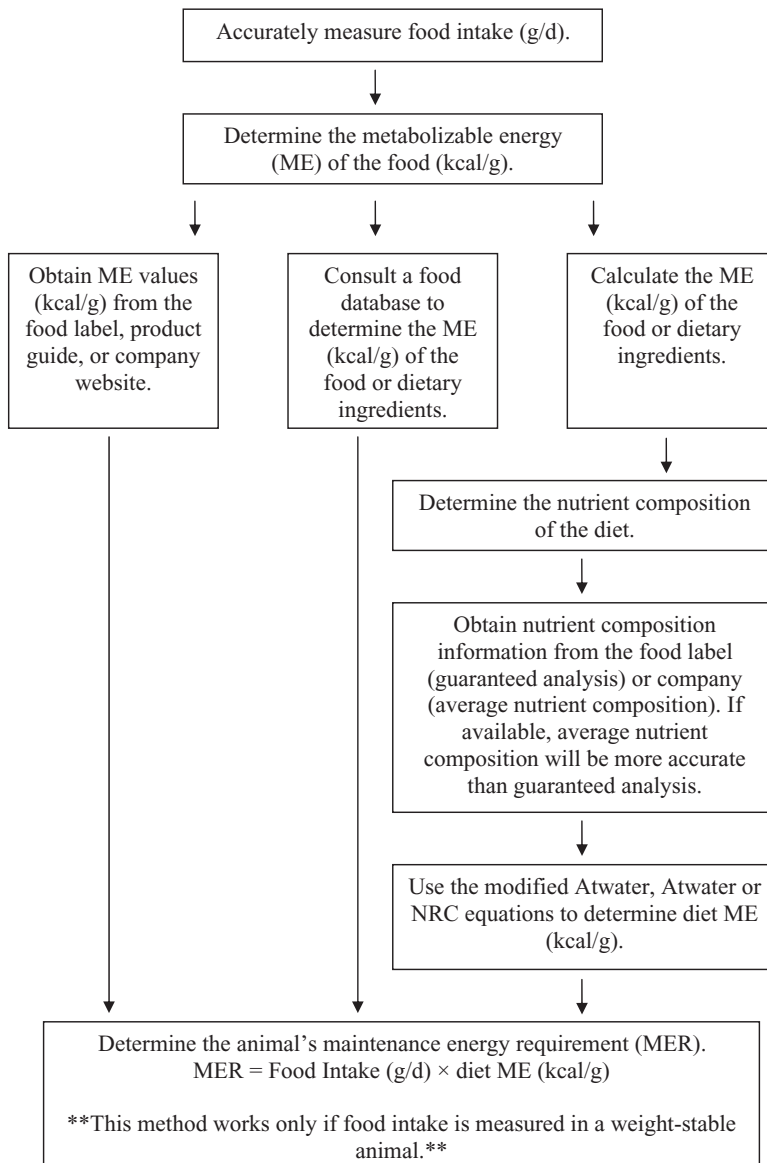 Accurately measure food intake (g/d).
Determine the metabolizable energy
(ME) of the food (kcal/g).
Obtain ME values
(kcal/g) from the
food label, product
guide, or company
website.
Consult a food
database to
determine the ME
(kcal/g) of the
food or dietary
ingredients.
Calculate the ME
(kcal/g) of the
food or dietary
ingredients.
Determine the nutrient composition
of the diet.
Obtain nutrient composition
information from the food label
(guaranteed analysis) or company
(average nutrient composition). If
available, average nutrient
composition will be more accurate
than guaranteed analysis.
Use the modified Atwater, Atwater or
NRC equations to determine diet ME
(kcal/g).
Determine the animal’s maintenance energy requirement (MER).
MER = Food Intake (g/d) × diet ME (kcal/g)
**This method works only if food intake is measured in a weight-stable
animal.**